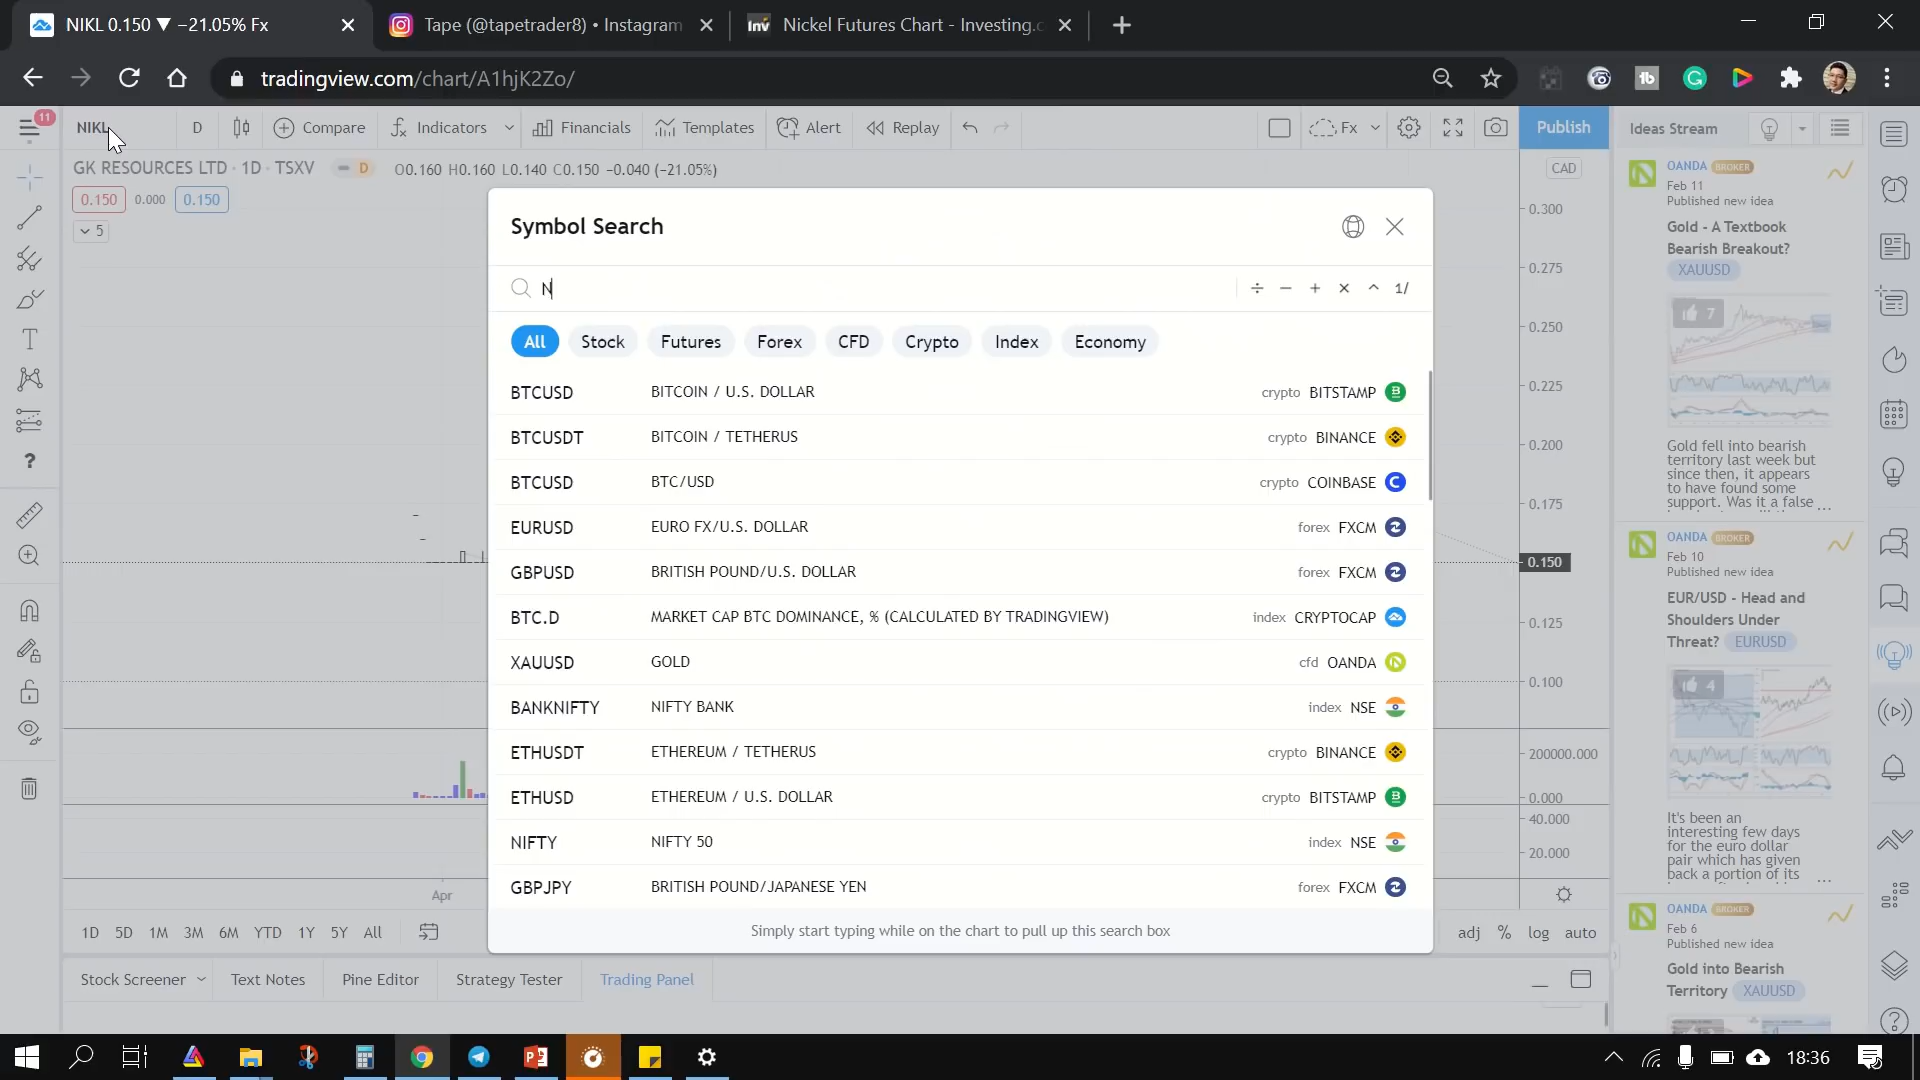 NIKL 0.150 ▼ −21.05% Fx
Tape (@tapetrader8) • Instagram
Inv
Nickel Futures Chart - Investing.c
tradingview.com/chart/A1hjK2Zo/
11
NIKL
D
Compare
Indicators
Financials
Templates
Alert
Replay
Fx
Publish
Ideas Stream
GK RESOURCES LTD · 1D · TSXV
D
O0.160 H0.160 L0.140 C0.150 −0.040 (−21.05%)
CAD
0.150
0.000
0.150
5
Symbol Search
N
÷ − + × ^ 1/
All
Stock
Futures
Forex
CFD
Crypto
Index
Economy
BTCUSD BITCOIN / U.S. DOLLAR crypto BITSTAMP
BTCUSDT BITCOIN / TETHERUS crypto BINANCE
BTCUSD BTC/USD crypto COINBASE
EURUSD EURO FX/U.S. DOLLAR forex FXCM
GBPUSD BRITISH POUND/U.S. DOLLAR forex FXCM
BTC.D MARKET CAP BTC DOMINANCE, % (CALCULATED BY TRADINGVIEW) index CRYPTOCAP
XAUUSD GOLD cfd OANDA
BANKNIFTY NIFTY BANK index NSE
ETHUSDT ETHEREUM / TETHERUS crypto BINANCE
ETHUSD ETHEREUM / U.S. DOLLAR crypto BITSTAMP
NIFTY NIFTY 50 index NSE
GBPJPY BRITISH POUND/JAPANESE YEN forex FXCM
Simply start typing while on the chart to pull up this search box
0.300
0.275
0.250
0.225
0.200
0.175
0.150
0.125
0.100
200000.000
0.000
40.000
20.000
Apr
OANDA BROKER
Feb 11
Published new idea
Gold - A Textbook
Bearish Breakout?
XAUUSD
7
Gold fell into bearish
territory last week but
since then, it appears
to have found some
support. Was it a false
OANDA BROKER
Feb 10
Published new idea
EUR/USD - Head and
Shoulders Under
Threat? EURUSD
4
It's been an
interesting few days
for the euro dollar
pair which has given
back a portion of its
OANDA BROKER
Feb 6
Published new idea
Gold into Bearish
Territory XAUUSD
1D 5D 1M 3M 6M YTD 1Y 5Y All
adj % log auto
Stock Screener
Text Notes
Pine Editor
Strategy Tester
Trading Panel
18:36